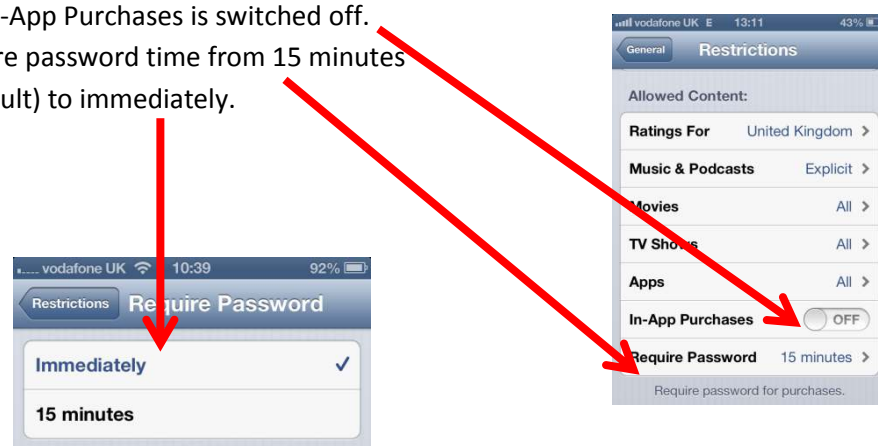 -App Purchases is switched off.
re password time from 15 minutes
ult) to immediately.
vodafone UK 10:39 92%
Restrictions Require Password
Immediately
15 minutes
vodafone UK E 13:11 43%
General Restrictions
Allowed Content:
Ratings For United Kingdom
Music & Podcasts Explicit
Movies All
TV Shows All
Apps All
In-App Purchases OFF
Require Password 15 minutes
Require password for purchases.